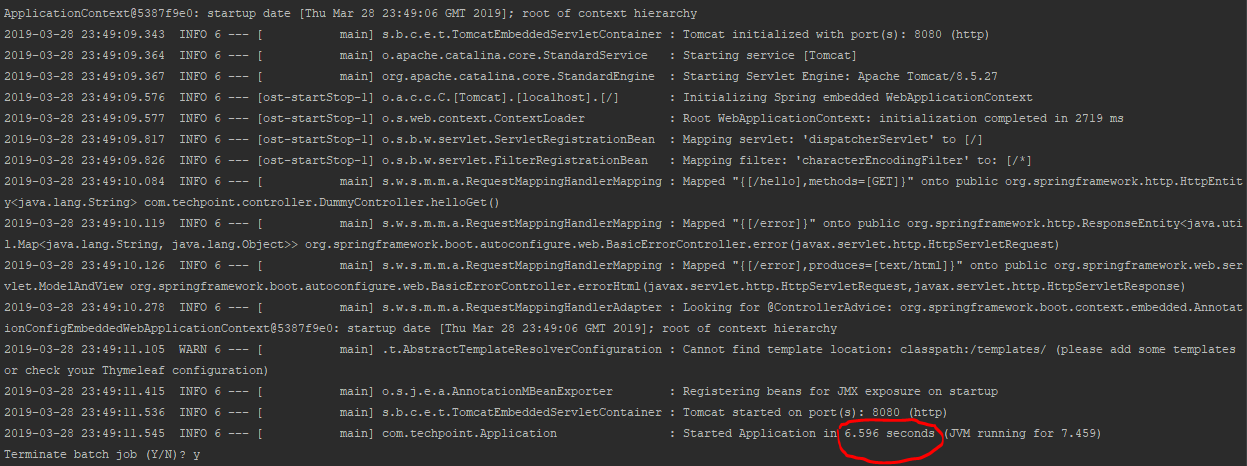 ApplicationContext@5387f9e0: startup date [Thu Mar 28 23:49:06 GMT 2019]; root of context hierarchy
2019-03-28 23:49:09.343  INFO 6 --- [           main] s.b.c.e.t.TomcatEmbeddedServletContainer : Tomcat initialized with port(s): 8080 (http)
2019-03-28 23:49:09.364  INFO 6 --- [           main] o.apache.catalina.core.StandardService   : Starting service [Tomcat]
2019-03-28 23:49:09.367  INFO 6 --- [           main] org.apache.catalina.core.StandardEngine  : Starting Servlet Engine: Apache Tomcat/8.5.27
2019-03-28 23:49:09.576  INFO 6 --- [ost-startStop-1] o.a.c.c.C.[Tomcat].[localhost].[/]       : Initializing Spring embedded WebApplicationContext
2019-03-28 23:49:09.577  INFO 6 --- [ost-startStop-1] o.s.web.context.ContextLoader            : Root WebApplicationContext: initialization completed in 2719 ms
2019-03-28 23:49:09.817  INFO 6 --- [ost-startStop-1] o.s.b.w.servlet.ServletRegistrationBean  : Mapping servlet: 'dispatcherServlet' to [/]
2019-03-28 23:49:09.826  INFO 6 --- [ost-startStop-1] o.s.b.w.servlet.FilterRegistrationBean   : Mapping filter: 'characterEncodingFilter' to: [/*]
2019-03-28 23:49:10.084  INFO 6 --- [           main] s.w.s.m.m.a.RequestMappingHandlerMapping : Mapped "{[/hello],methods=[GET]}" onto public org.springframework.http.HttpEntit
y<java.lang.String> com.techpoint.controller.DummyController.helloGet()
2019-03-28 23:49:10.119  INFO 6 --- [           main] s.w.s.m.m.a.RequestMappingHandlerMapping : Mapped "{[/error]}" onto public org.springframework.http.ResponseEntity<java.uti
l.Map<java.lang.String, java.lang.Object>> org.springframework.boot.autoconfigure.web.BasicErrorController.error(javax.servlet.http.HttpServletRequest)
2019-03-28 23:49:10.126  INFO 6 --- [           main] s.w.s.m.m.a.RequestMappingHandlerMapping : Mapped "{[/error],produces=[text/html]}" onto public org.springframework.web.ser
vlet.ModelAndView org.springframework.boot.autoconfigure.web.BasicErrorController.errorHtml(javax.servlet.http.HttpServletRequest,javax.servlet.http.HttpServletResponse)
2019-03-28 23:49:10.278  INFO 6 --- [           main] s.w.s.m.m.a.RequestMappingHandlerAdapter : Looking for @ControllerAdvice: org.springframework.boot.context.embedded.Annotat
ionConfigEmbeddedWebApplicationContext@5387f9e0: startup date [Thu Mar 28 23:49:06 GMT 2019]; root of context hierarchy
2019-03-28 23:49:11.105  WARN 6 --- [           main] .t.AbstractTemplateResolverConfiguration : Cannot find template location: classpath:/templates/ (please add some templates
or check your Thymeleaf configuration)
2019-03-28 23:49:11.415  INFO 6 --- [           main] o.s.j.e.a.AnnotationMBeanExporter        : Registering beans for JMX exposure on startup
2019-03-28 23:49:11.536  INFO 6 --- [           main] s.b.c.e.t.TomcatEmbeddedServletContainer : Tomcat started on port(s): 8080 (http)
2019-03-28 23:49:11.545  INFO 6 --- [           main] com.techpoint.Application                : Started Application in 6.596 seconds (JVM running for 7.459)
Terminate batch job (Y/N)? y